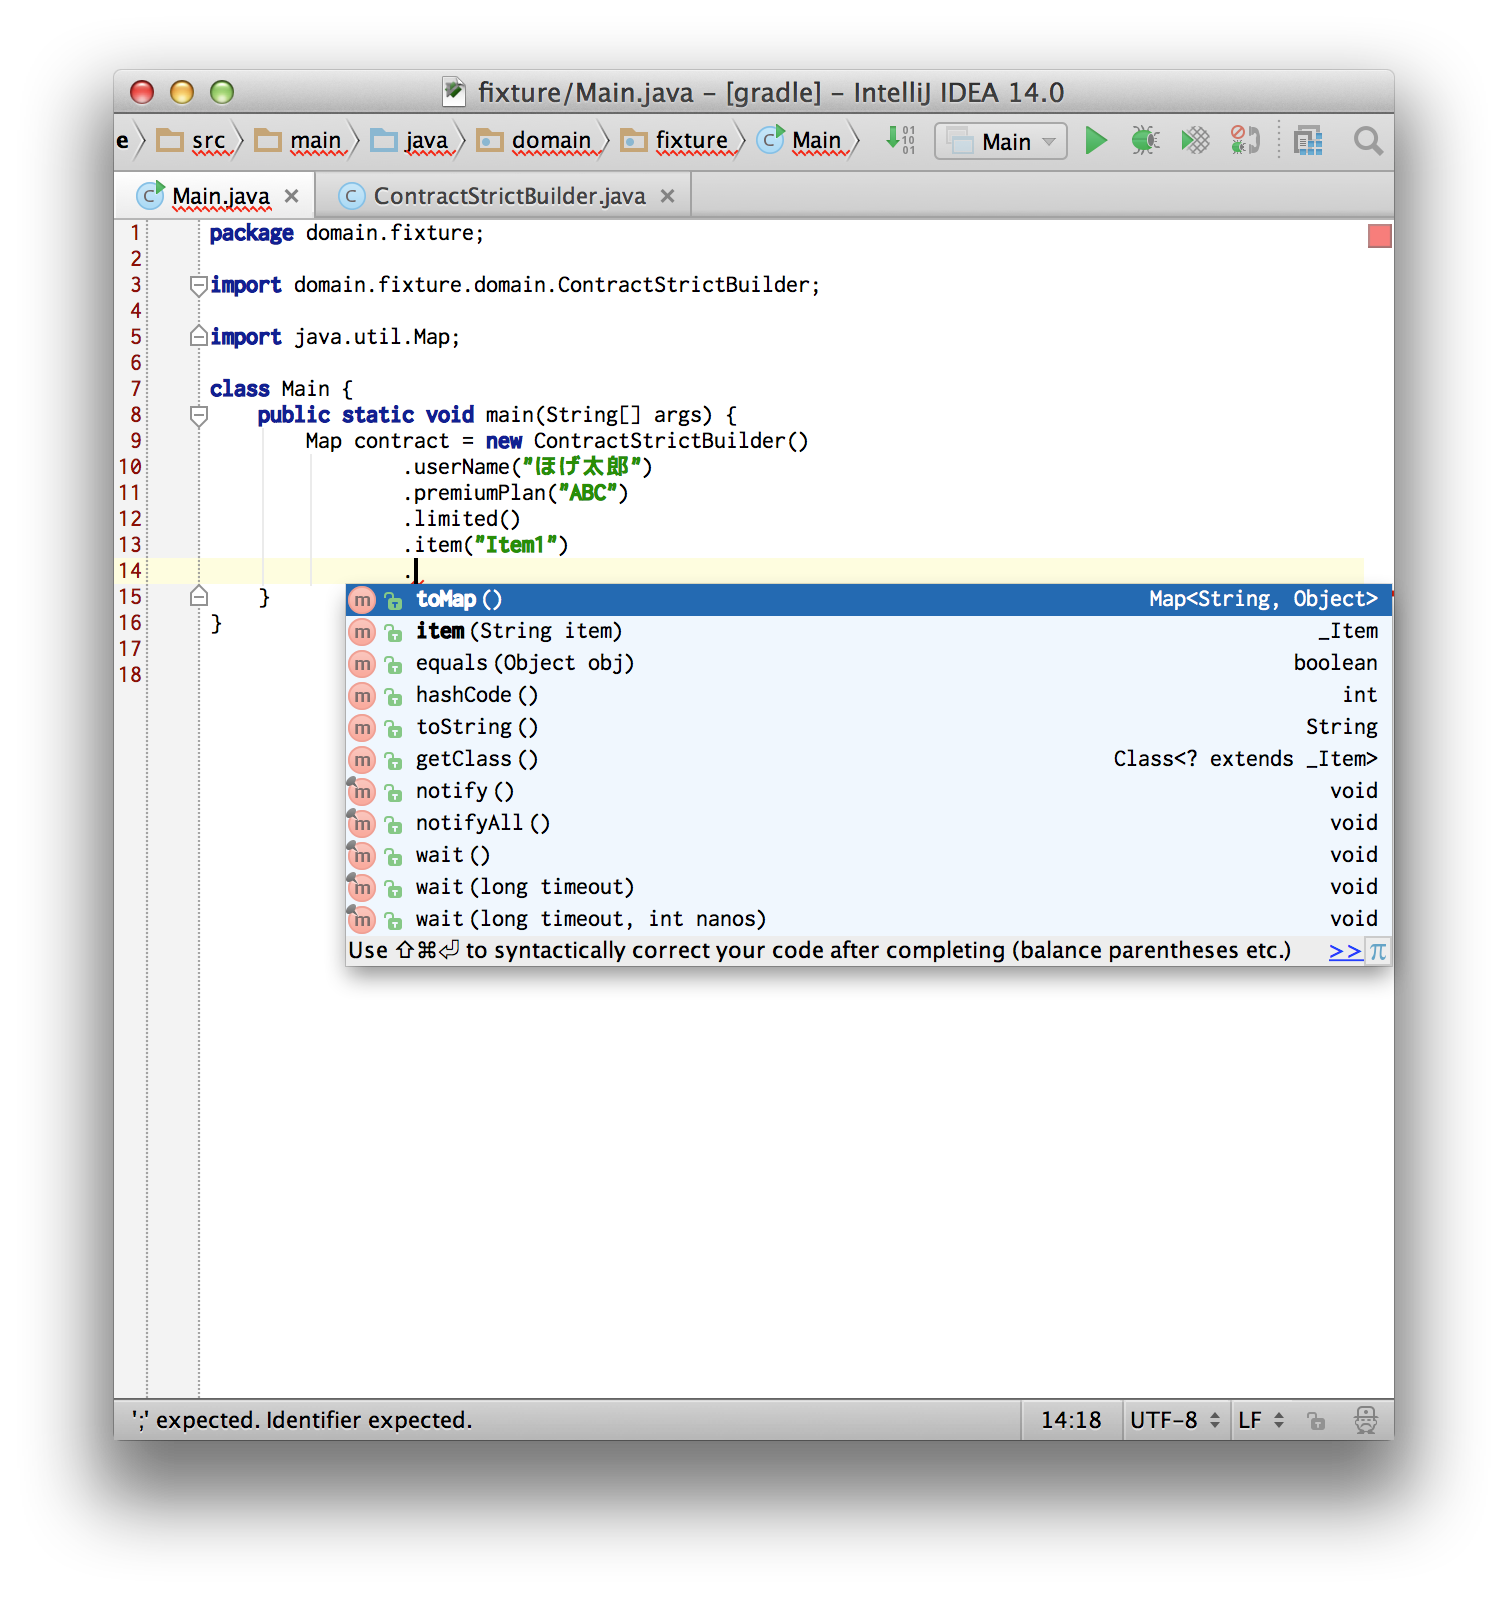 fixture/Main.java – [gradle] – IntelliJ IDEA 14.0
e src main java domain fixture Main Main
Main.java ContractStrictBuilder.java
1 package domain.fixture;
2
3 import domain.fixture.domain.ContractStrictBuilder;
4
5 import java.util.Map;
6
7 class Main {
8 public static void main(String[] args) {
9 Map contract = new ContractStrictBuilder()
10 .userName("ほげ太郎")
11 .premiumPlan("ABC")
12 .limited()
13 .item("Item1")
14 .
15 }
16 }
17
18
m toMap() Map<String, Object>
m item(String item) _Item
m equals(Object obj) boolean
m hashCode() int
m toString() String
m getClass() Class<? extends _Item>
m notify() void
m notifyAll() void
m wait() void
m wait(long timeout) void
m wait(long timeout, int nanos) void
Use ⇧⌘⏎ to syntactically correct your code after completing (balance parentheses etc.) >> π
';' expected. Identifier expected. 14:18 UTF-8 LF